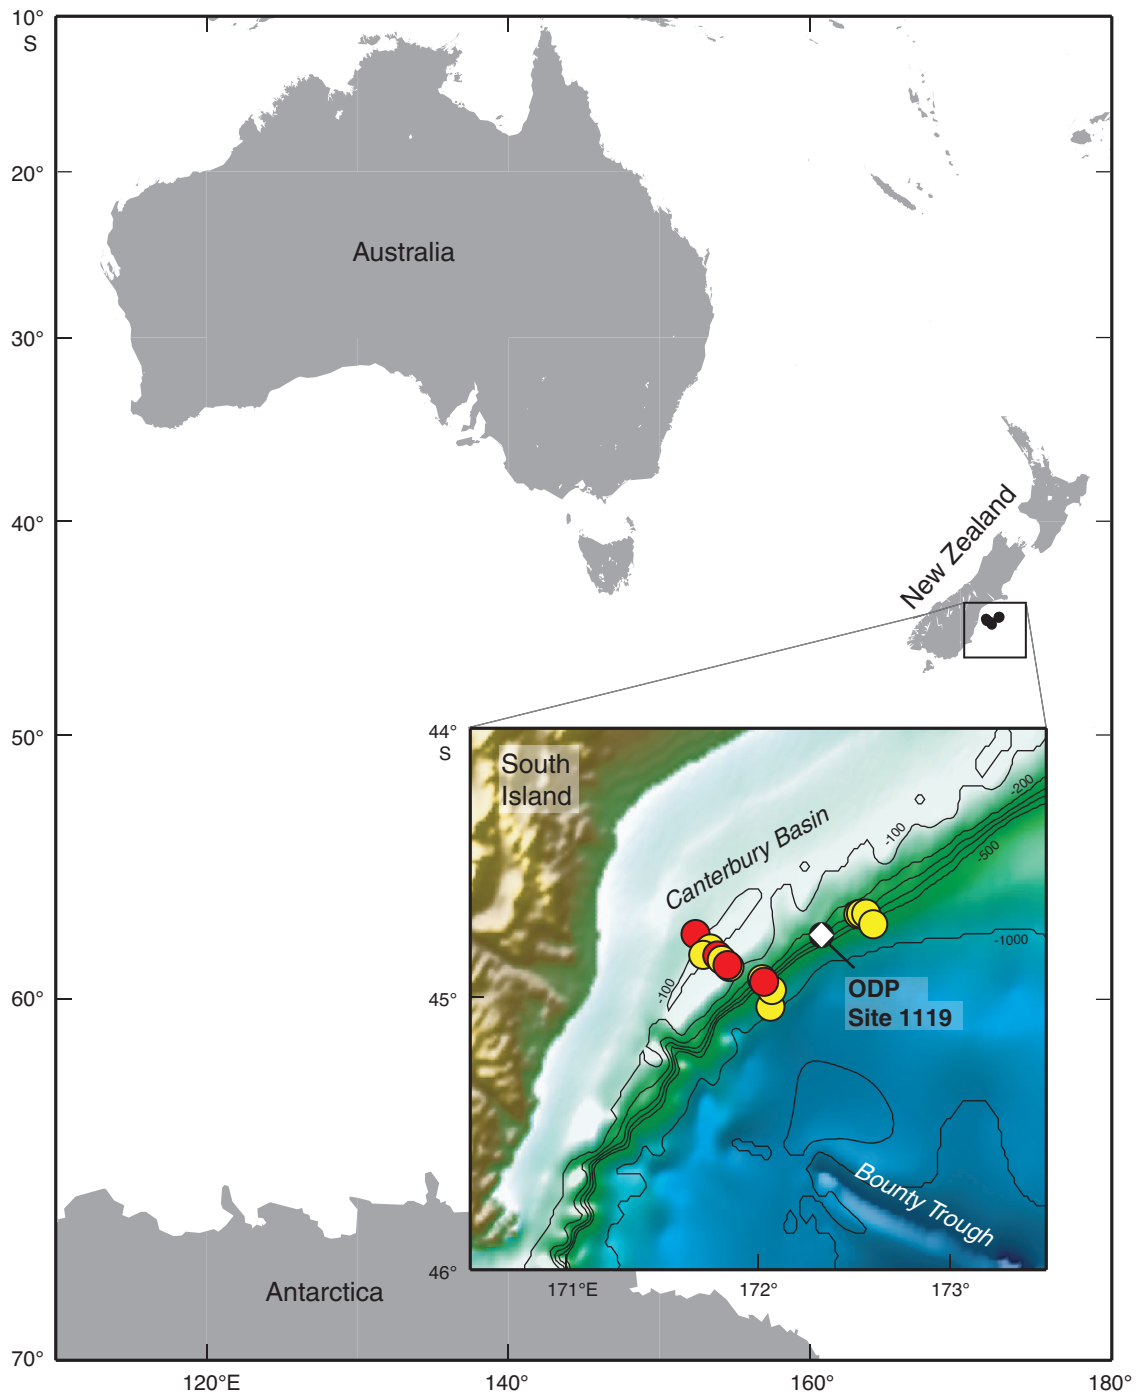 10°
S
20°
Australia
30°
40°
New Zealand
50°
44°
S
South
Island
-200
Canterbury Basin
-100
-500
-1000
-100
ODP
Site 1119
60°
45°
Bounty Trough
46°
171°E
172°
173°
Antarctica
70°
120°E
140°
160°
180°